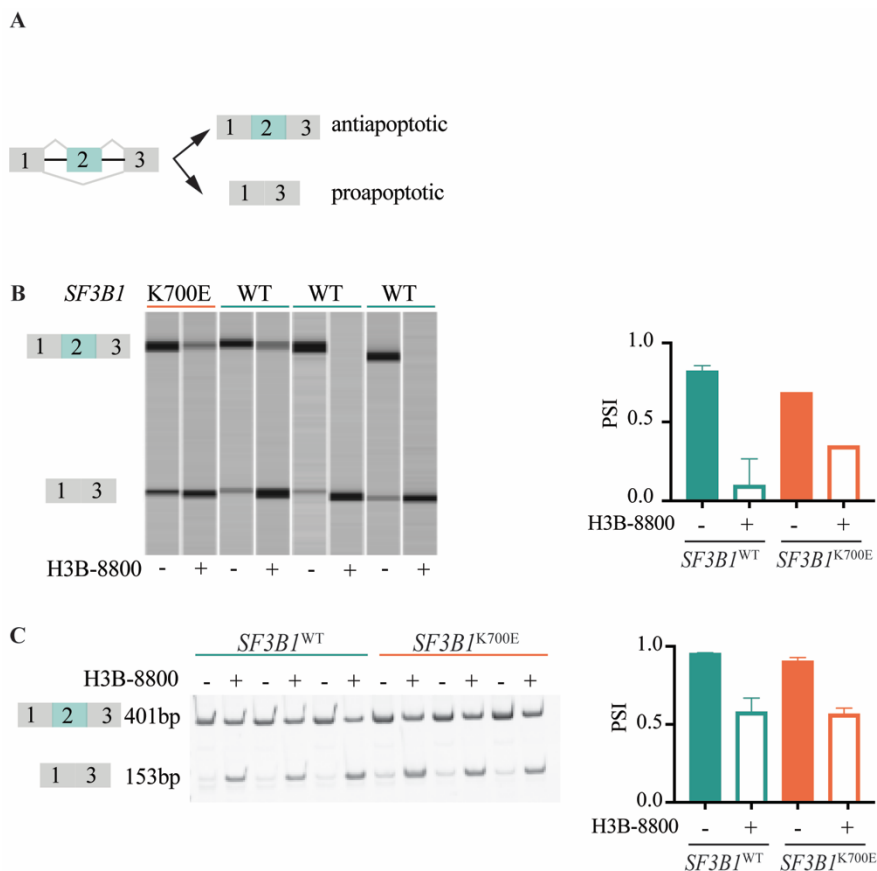 A
1 2 3 antiapoptotic
1 2 3
1 3 proapoptotic
B SF3B1 K700E WT WT WT
1 2 3
1 3
H3B-8800 - + - + - + - +
1.0
PSI
0.5
0.0
H3B-8800 - + - +
SF3B1WT SF3B1K700E
C SF3B1WT SF3B1K700E
H3B-8800 - + - + - + - + - + - +
1 2 3 401bp
1 3 153bp
1.0
PSI
0.5
0.0
H3B-8800 - + - +
SF3B1WT SF3B1K700E